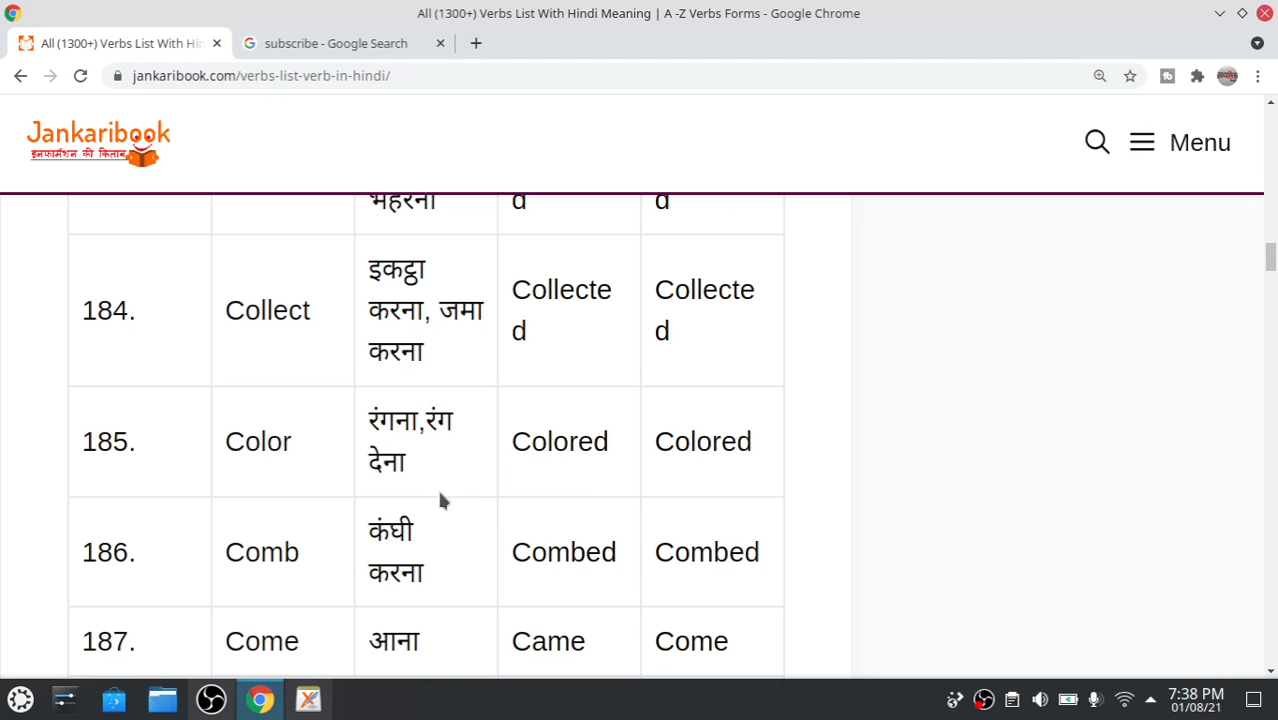 All (1300+) Verbs List With Hindi Meaning | A -Z Verbs Forms - Google Chrome
All (1300+) Verbs List With Hin
subscribe - Google Search
jankaribook.com/verbs-list-verb-in-hindi/
Jankaribook
इनफार्मेशन की किताब
Menu
भहरना d d
184. Collect इकट्ठा करना, जमा करना Collecte d Collecte d
185. Color रंगना,रंग देना Colored Colored
186. Comb कंघी करना Combed Combed
187. Come आना Came Come
7:38 PM
01/08/21